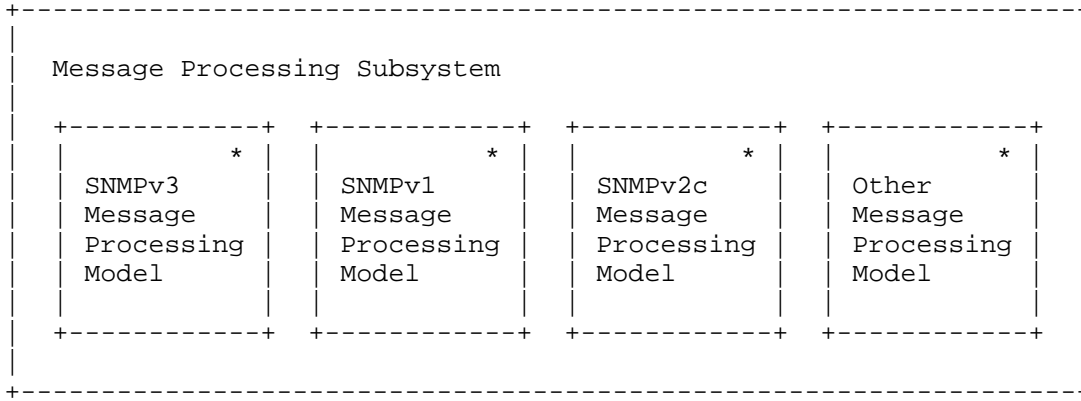 Message Processing Subsystem
* * * *
SNMPv3 SNMPv1 SNMPv2c Other
Message Message Message Message
Processing Processing Processing Processing
Model Model Model Model